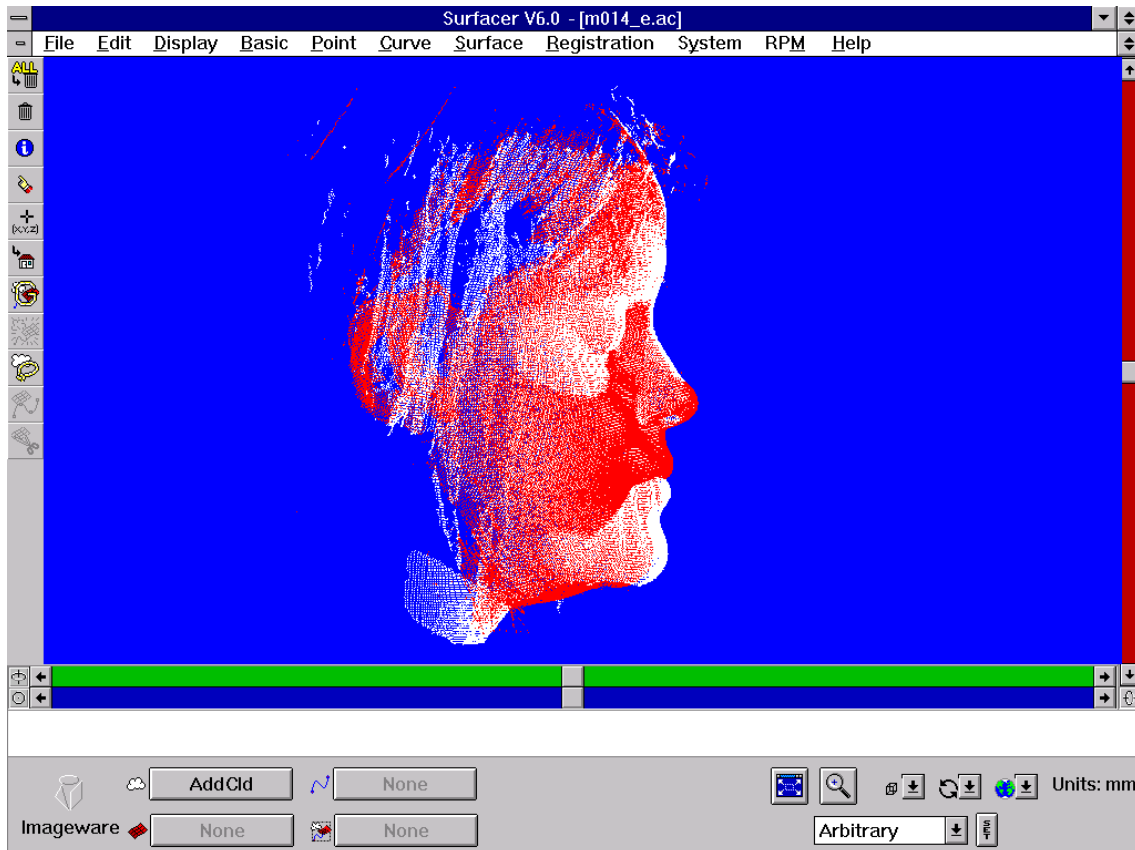 Surfacer V6.0 - [m014_e.ac]
File Edit Display Basic Point Curve Surface Registration System RPM Help
ALL
(x,y,z)
AddCld None
Units: mm
Imageware None None
Arbitrary SET